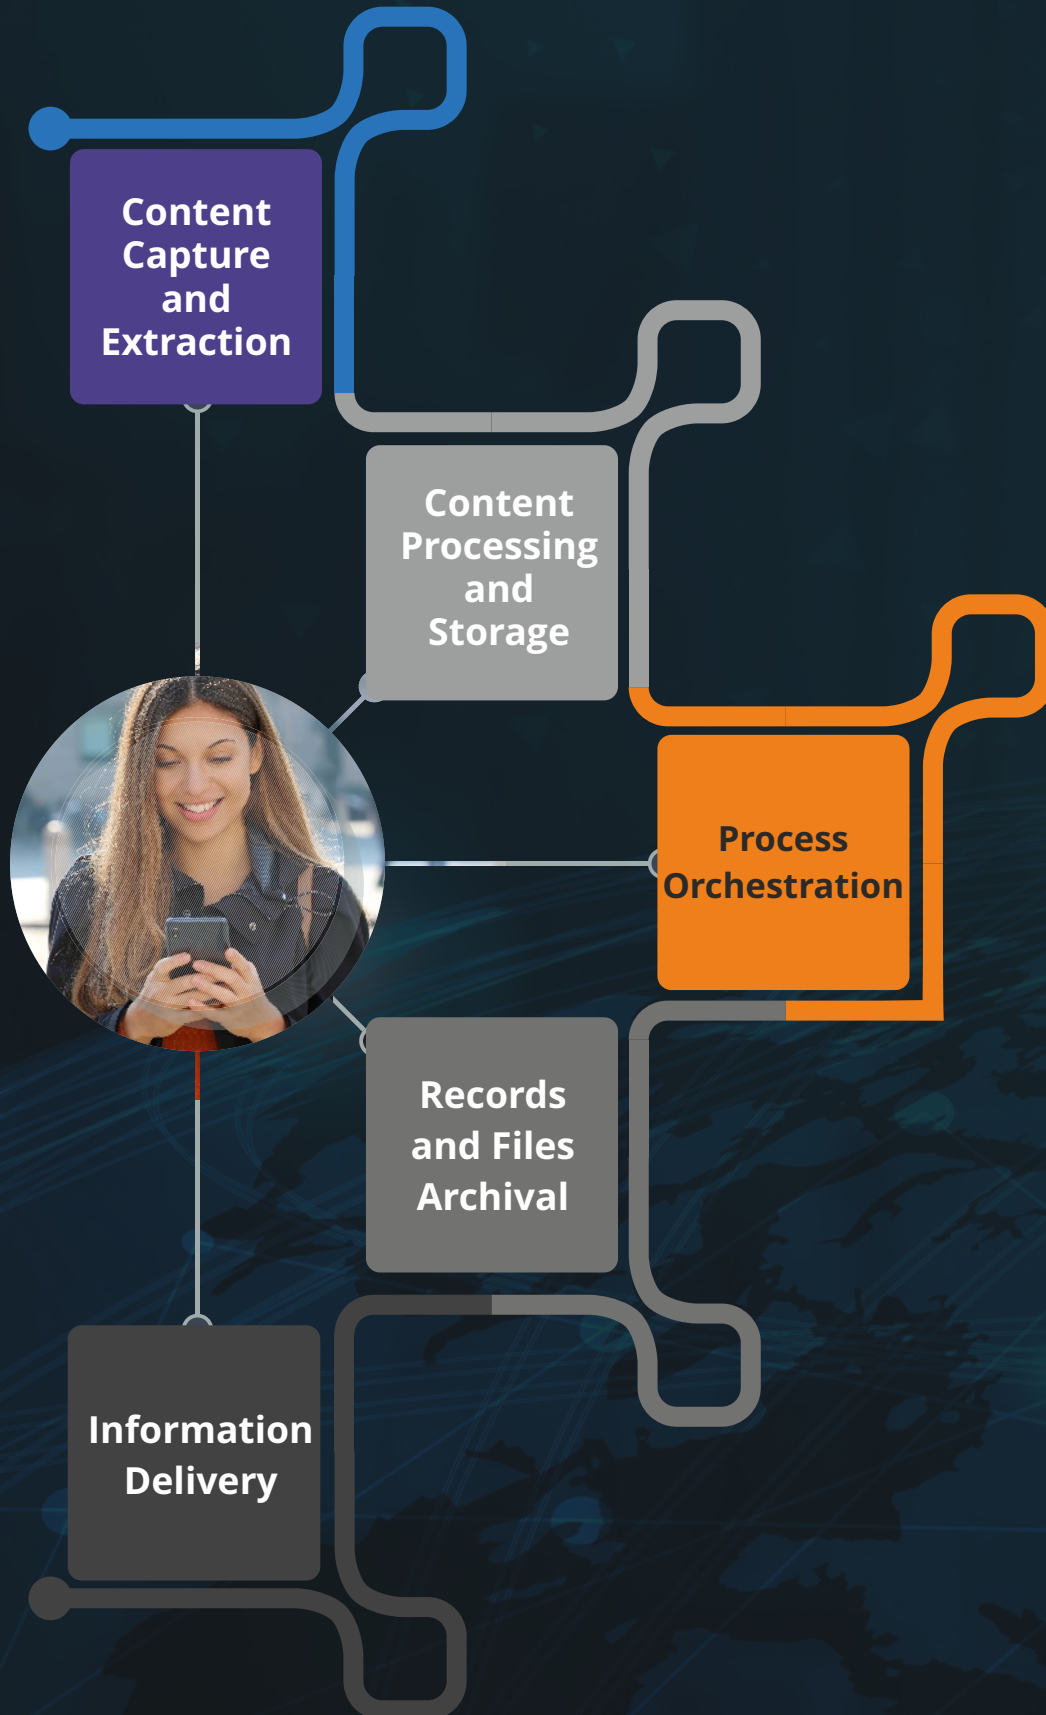 Content
Capture
and
Extraction
Content
Processing
and
Storage
Process
Orchestration
Records
and Files
Archival
Information
Delivery